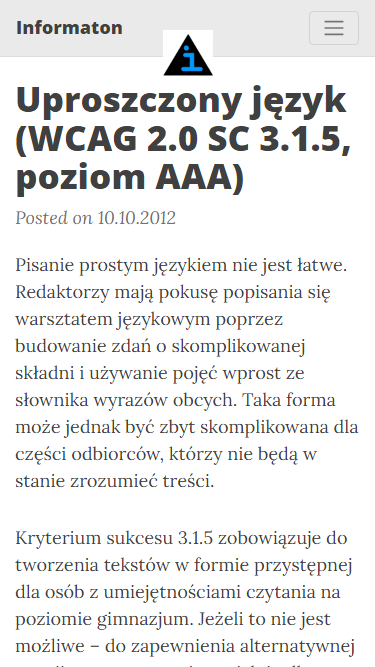 Informaton
i
Uproszczony język
(WCAG 2.0 SC 3.1.5,
poziom AAA)
Posted on 10.10.2012
Pisanie prostym językiem nie jest łatwe.
Redaktorzy mają pokusę popisania się
warsztatem językowym poprzez
budowanie zdań o skomplikowanej
składni i używanie pojęć wprost ze
słownika wyrazów obcych. Taka forma
może jednak być zbyt skomplikowana dla
części odbiorców, którzy nie będą w
stanie zrozumieć treści.
Kryterium sukcesu 3.1.5 zobowiązuje do
tworzenia tekstów w formie przystępnej
dla osób z umiejętnościami czytania na
poziomie gimnazjum. Jeżeli to nie jest
możliwe – do zapewnienia alternatywnej